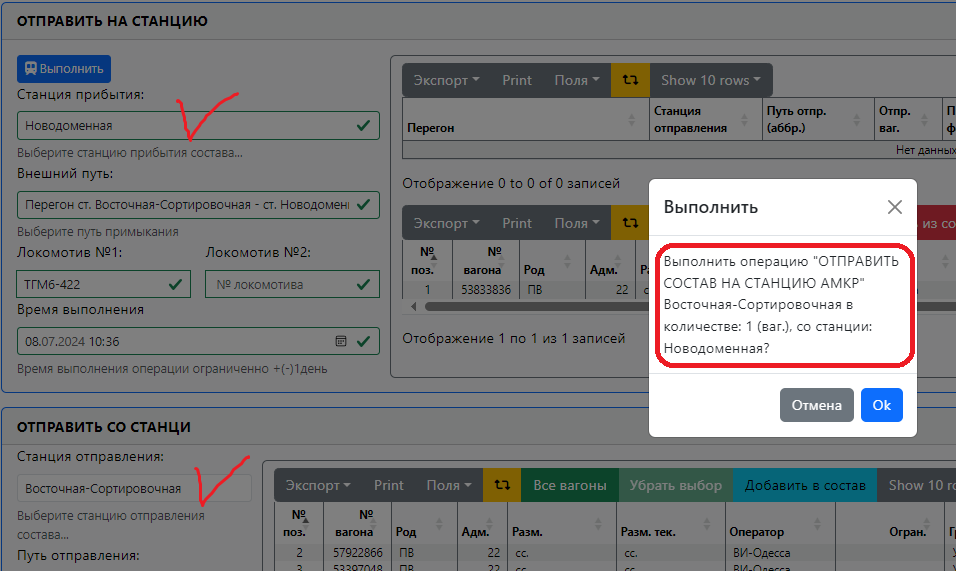 ОТПРАВИТЬ НА СТАНЦИЮ
Выполнить
Станция прибытия:
Новодоменная
Выберите станцию прибытия состава...
Внешний путь:
Перегон ст. Восточная-Сортировочная - ст. Новодомен
Выберите путь примыкания
Локомотив №1: Локомотив №2:
ТГМ6-422 № локомотива
Время выполнения
08.07.2024 10:36
Время выполнения операции ограниченно +(-)1день
Экспорт Print Поля Show 10 rows
Перегон Станция отправления Путь отпр. (аббр.) Отпр. ваг.
Нет данных
Отображение 0 to 0 of 0 записей
Экспорт Print Поля из со
№ поз. № вагона Род Адм.
1 53833836 ПВ 22
Отображение 1 по 1 из 1 записей
Выполнить
Выполнить операцию "ОТПРАВИТЬ
СОСТАВ НА СТАНЦИЮ АМКР"
Восточная-Сортировочная в
количестве: 1 (ваг.), со станции:
Новодоменная?
Отмена Ok
ОТПРАВИТЬ СО СТАНЦИ
Станция отправления:
Восточная-Сортировочная
Выберите станцию отправления
состава...
Путь отправления:
Экспорт Print Поля Все вагоны Убрать выбор Добавить в состав Show 10 ro
№ поз. № вагона Род Адм. Разм. Разм. тек. Оператор Огран.
2 57922866 ПВ 22 сс. сс. ВИ-Одесса
3 53397048 ПВ 22 сс. сс. ВИ-Одесса